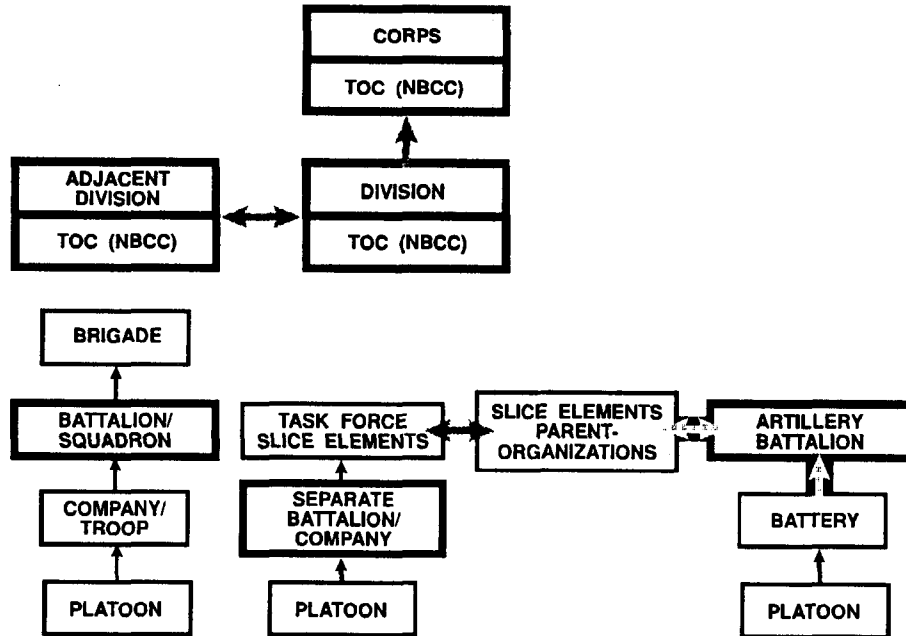 CORPS
TOC (NBCC)
ADJACENT
DIVISION
TOC (NBCC)
DIVISION
TOC (NBCC)
BRIGADE
BATTALION/
SQUADRON
COMPANY/
TROOP
PLATOON
TASK FORCE
SLICE ELEMENTS
SEPARATE
BATTALION/
COMPANY
PLATOON
SLICE ELEMENTS
PARENT-
ORGANIZATIONS
ARTILLERY
BATTALION
BATTERY
PLATOON